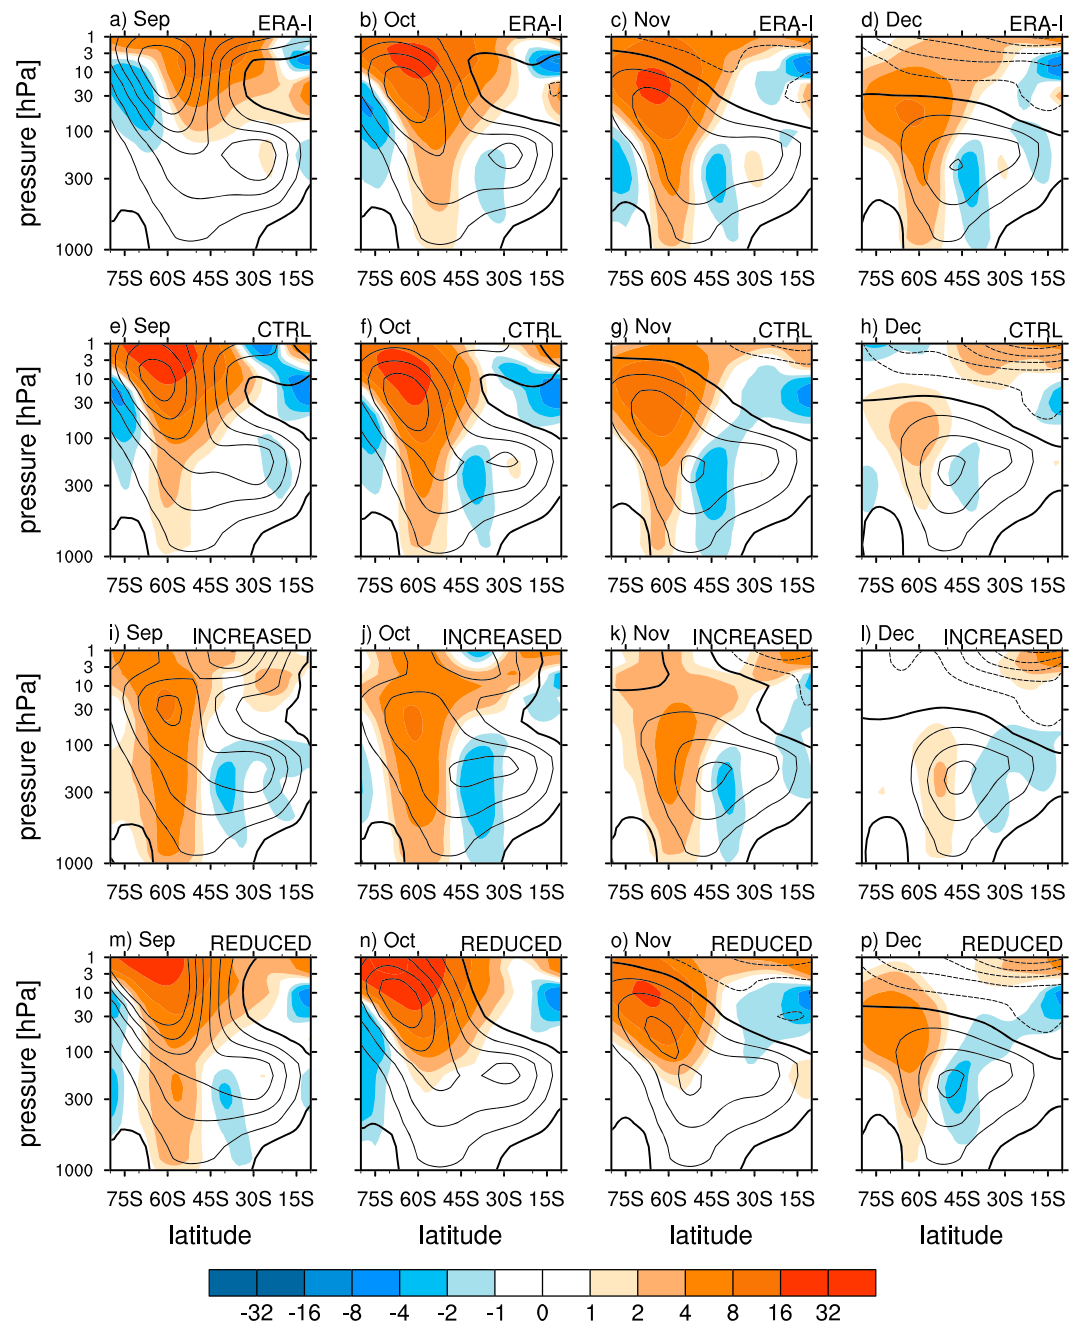 a) Sep ERA-I b) Oct ERA-I c) Nov ERA-I d) Dec ERA-I
pressure [hPa]
1
3
10
30
100
300
1000
75S 60S 45S 30S 15S 75S 60S 45S 30S 15S 75S 60S 45S 30S 15S 75S 60S 45S 30S 15S
e) Sep CTRL f) Oct CTRL g) Nov CTRL h) Dec CTRL
pressure [hPa]
1
3
10
30
100
300
1000
75S 60S 45S 30S 15S 75S 60S 45S 30S 15S 75S 60S 45S 30S 15S 75S 60S 45S 30S 15S
i) Sep INCREASED j) Oct INCREASED k) Nov INCREASED l) Dec INCREASED
pressure [hPa]
1
3
10
30
100
300
1000
75S 60S 45S 30S 15S 75S 60S 45S 30S 15S 75S 60S 45S 30S 15S 75S 60S 45S 30S 15S
m) Sep REDUCED n) Oct REDUCED o) Nov REDUCED p) Dec REDUCED
pressure [hPa]
1
3
10
30
100
300
1000
75S 60S 45S 30S 15S 75S 60S 45S 30S 15S 75S 60S 45S 30S 15S 75S 60S 45S 30S 15S
latitude latitude latitude latitude
-32 -16 -8 -4 -2 -1 0 1 2 4 8 16 32